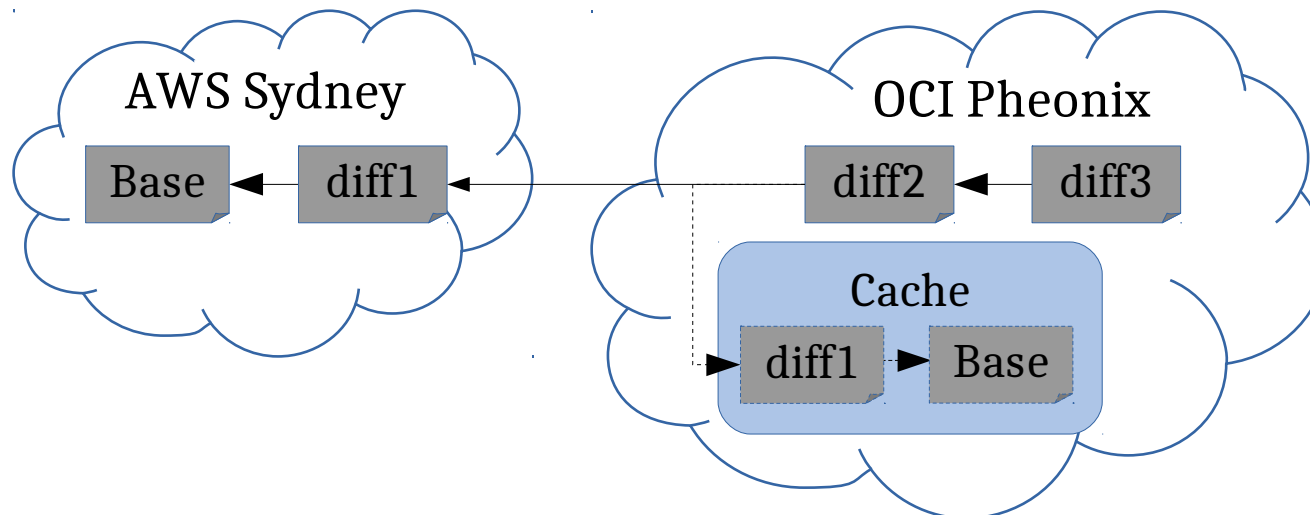 AWS Sydney
OCI Pheonix
Base
diff1
diff2
diff3
Cache
diff1
Base